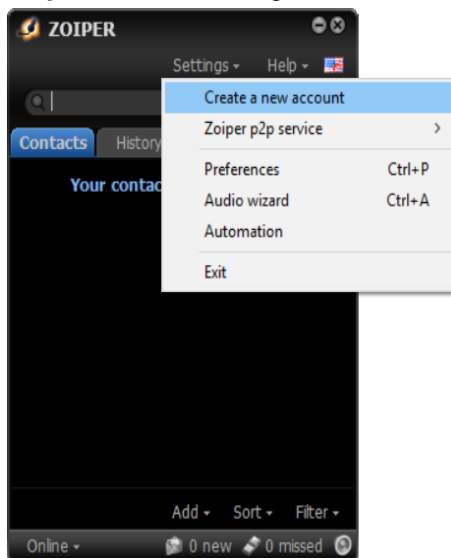 ZOIPER
Settings Help
Create a new account
Zoiper p2p service >
Contacts History
Preferences Ctrl+P
Your contac
Audio wizard Ctrl+A
Automation
Exit
Add Sort Filter
Online 0 new 0 missed